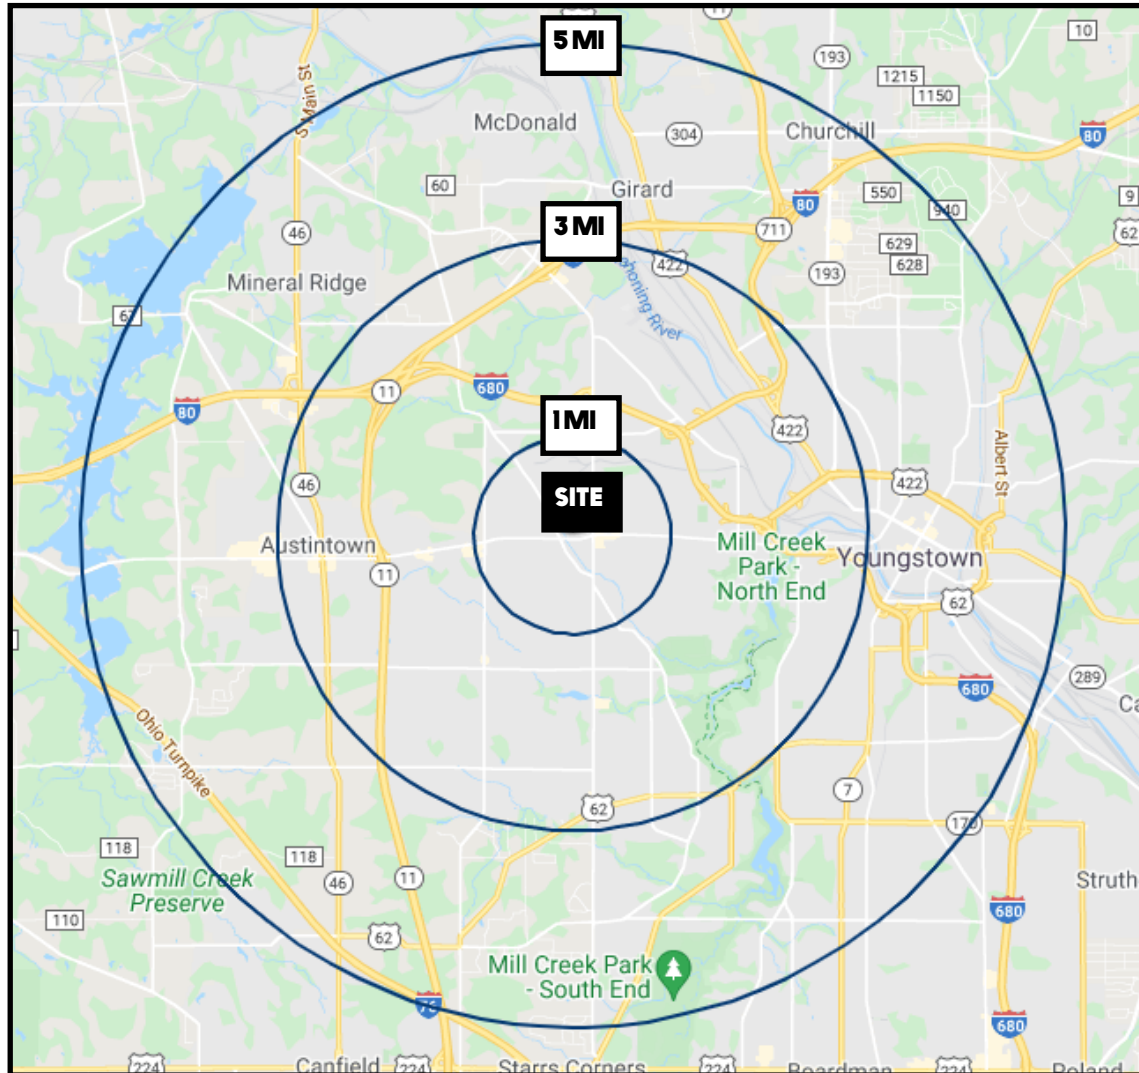 11
5 MI
10
193
1215
1150
S Main St
McDonald
304
Churchill
80
60
Girard
550
80
9
940
3 MI
46
711
62
629
422
628
193
Mineral Ridge
Mahoning River
67
11
680
80
1 MI
422
Albert St
46
422
SITE
Austintown
Mill Creek
Park -
North End
Youngstown
11
62
289
680
Ca
Ohio Turnpike
7
62
170
118
118
Sawmill Creek
Preserve
46
11
Struth
110
680
62
Mill Creek Park
- South End
76
680
224
Canfield
224
Starrs Corners
224
Boardman
224
Poland